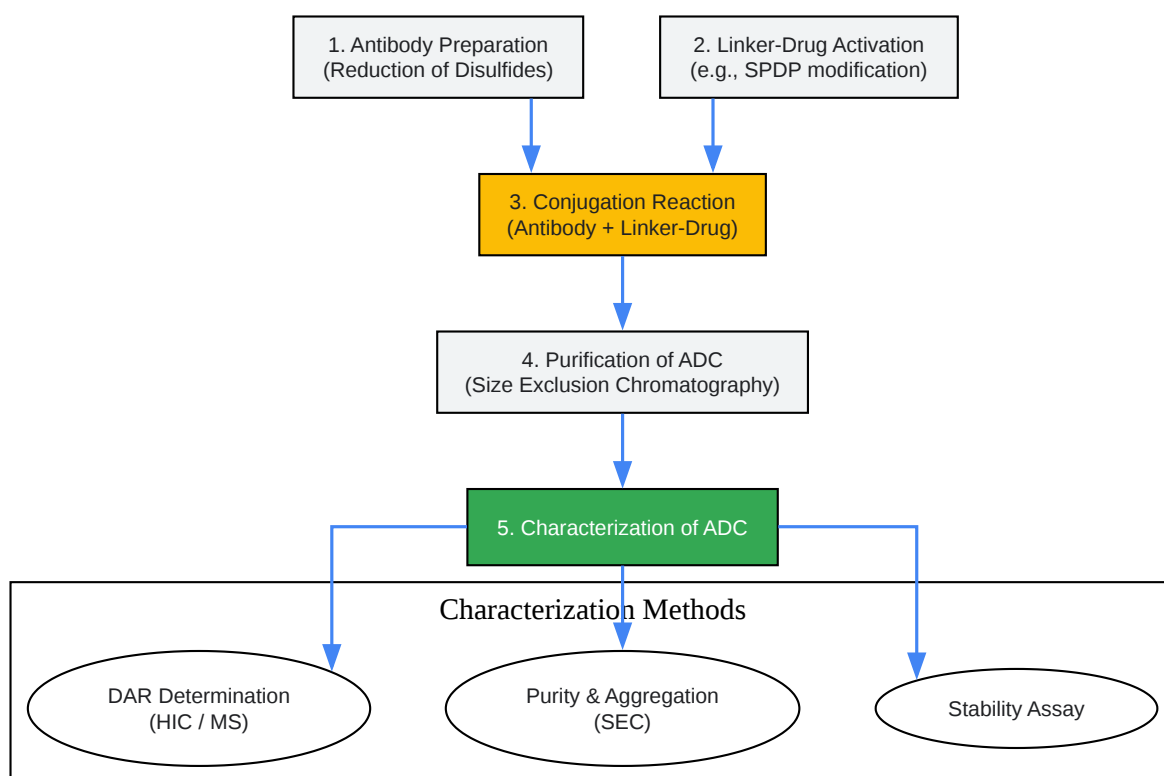 1. Antibody Preparation
(Reduction of Disulfides)
2. Linker-Drug Activation
(e.g., SPDP modification)
3. Conjugation Reaction
(Antibody + Linker-Drug)
4. Purification of ADC
(Size Exclusion Chromatography)
5. Characterization of ADC
Characterization Methods
DAR Determination
(HIC / MS)
Purity & Aggregation
(SEC)
Stability Assay